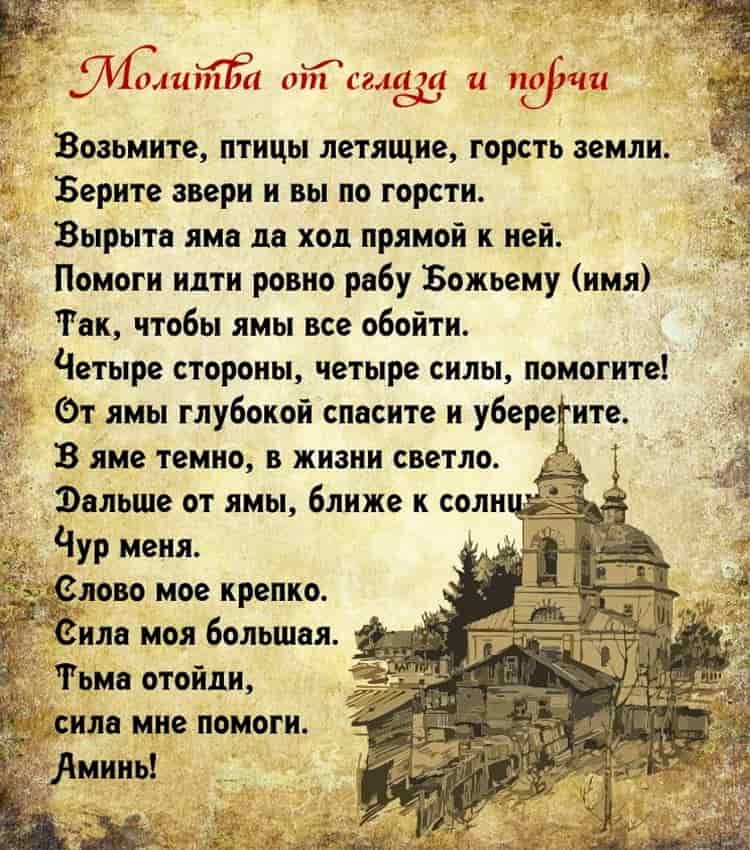 Молитва от сглаза и порчи
Возьмите, птицы летящие, горсть земли.
Берите звери и вы по горсти.
Вырыта яма да ход прямой к ней.
Помоги идти ровно рабу Божьему (имя)
Так, чтобы ямы все обойти.
Четыре стороны, четыре силы, помогите!
От ямы глубокой спасите и уберегите.
В яме темно, в жизни светло.
Дальше от ямы, ближе к солнцу
Чур меня.
Слово мое крепко.
Сила моя большая.
Тьма отойди,
сила мне помоги.
Аминь!